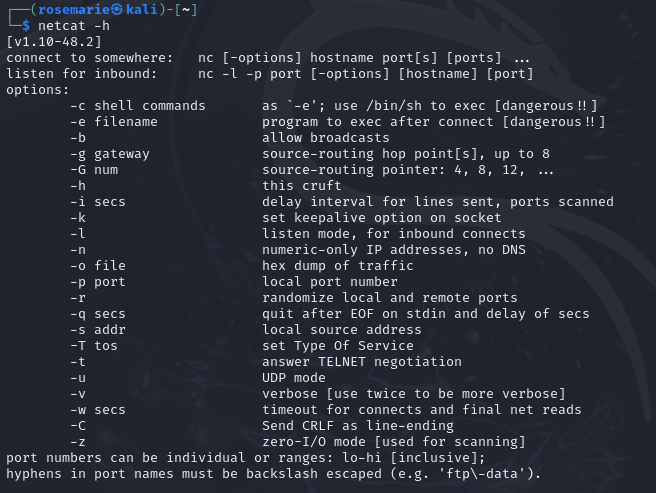 ┌──(rosemarie㉿kali)-[~]
└─$ netcat -h
[v1.10-48.2]
connect to somewhere:   nc [-options] hostname port[s] [ports] ...
listen for inbound:     nc -l -p port [-options] [hostname] [port]
options:
        -c shell commands       as `-e'; use /bin/sh to exec [dangerous!!]
        -e filename             program to exec after connect [dangerous!!]
        -b                      allow broadcasts
        -g gateway              source-routing hop point[s], up to 8
        -G num                  source-routing pointer: 4, 8, 12, ...
        -h                      this cruft
        -i secs                 delay interval for lines sent, ports scanned
        -k                      set keepalive option on socket
        -l                      listen mode, for inbound connects
        -n                      numeric-only IP addresses, no DNS
        -o file                 hex dump of traffic
        -p port                 local port number
        -r                      randomize local and remote ports
        -q secs                 quit after EOF on stdin and delay of secs
        -s addr                 local source address
        -T tos                  set Type Of Service
        -t                      answer TELNET negotiation
        -u                      UDP mode
        -v                      verbose [use twice to be more verbose]
        -w secs                 timeout for connects and final net reads
        -C                      Send CRLF as line-ending
        -z                      zero-I/O mode [used for scanning]
port numbers can be individual or ranges: lo-hi [inclusive];
hyphens in port names must be backslash escaped (e.g. 'ftp\-data').